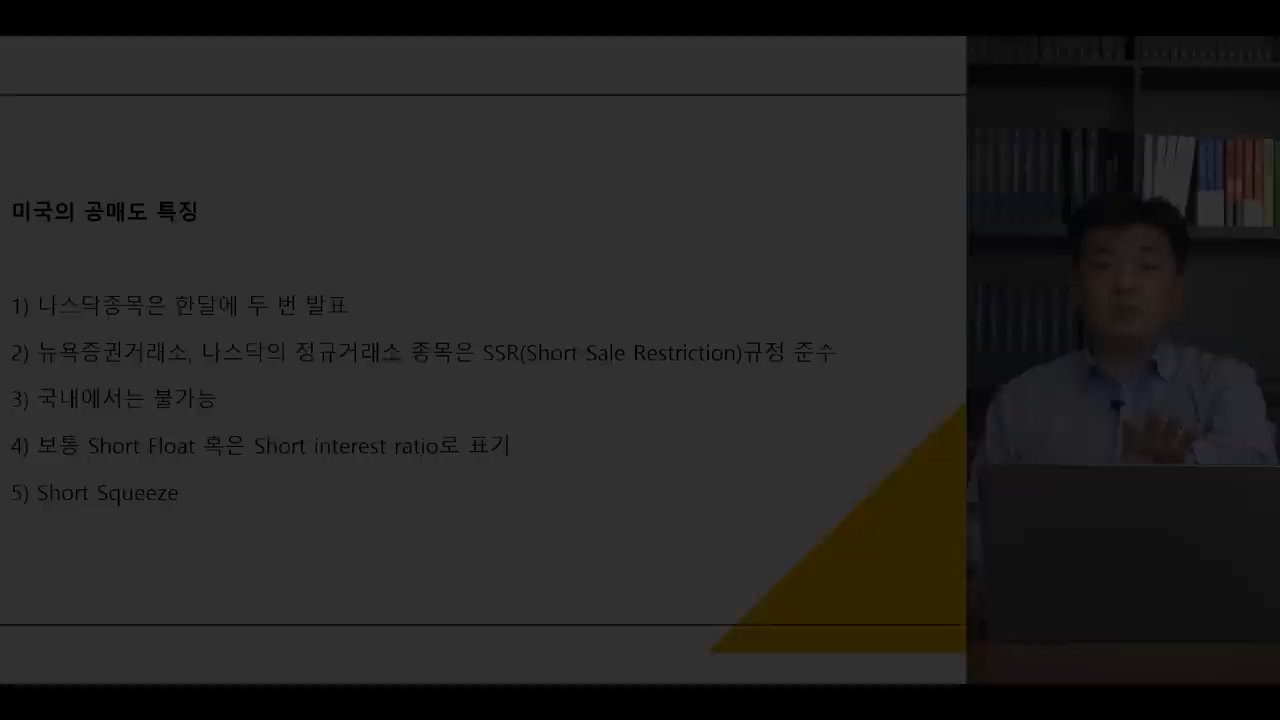 미국의 공매도 특징
1) 나스닥종목은 한달에 두 번 발표
2) 뉴욕증권거래소, 나스닥의 정규거래소 종목은 SSR(Short Sale Restriction)규정 준수
3) 국내에서는 불가능
4) 보통 Short Float 혹은 Short interest ratio로 표기
5) Short Squeeze